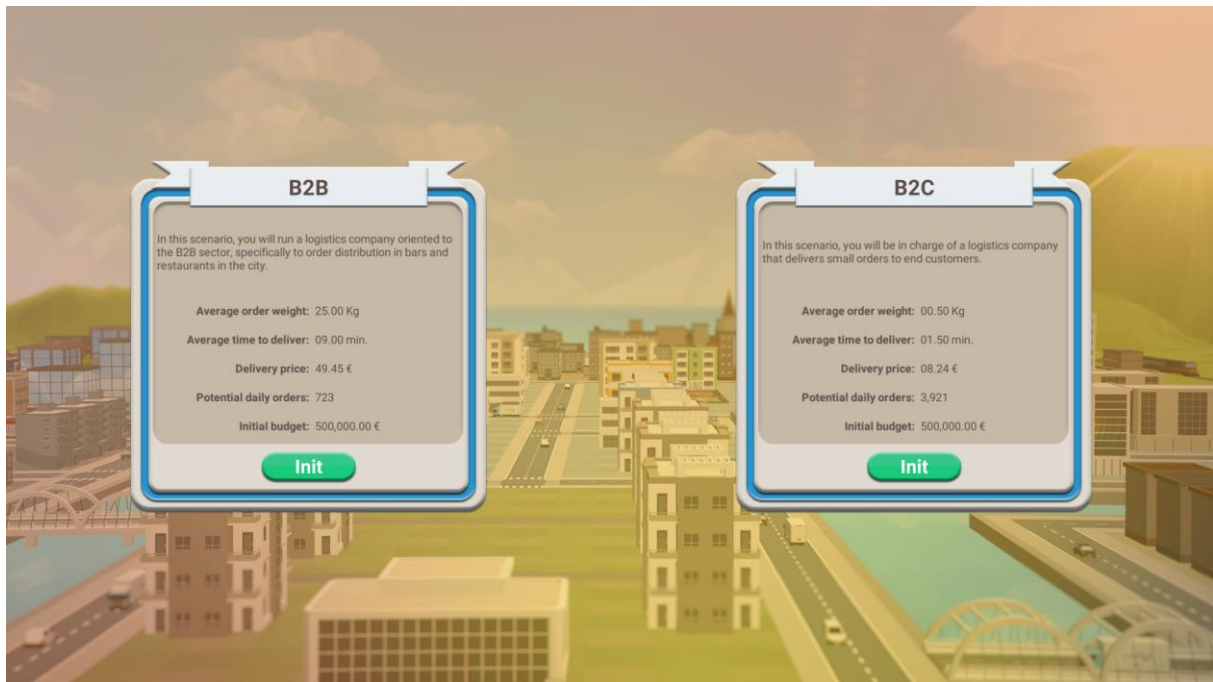 B2B
In this scenario, you will run a logistics company oriented to
the B2B sector, specifically to order distribution in bars and
restaurants in the city.
Average order weight: 25.00 Kg
Average time to deliver: 09.00 min.
Delivery price: 49.45 €
Potential daily orders: 723
Initial budget: 500,000.00 €
Init
B2C
In this scenario, you will be in charge of a logistics company
that delivers small orders to end customers.
Average order weight: 00.50 Kg
Average time to deliver: 01.50 min.
Delivery price: 08.24 €
Potential daily orders: 3,921
Initial budget: 500,000.00 €
Init